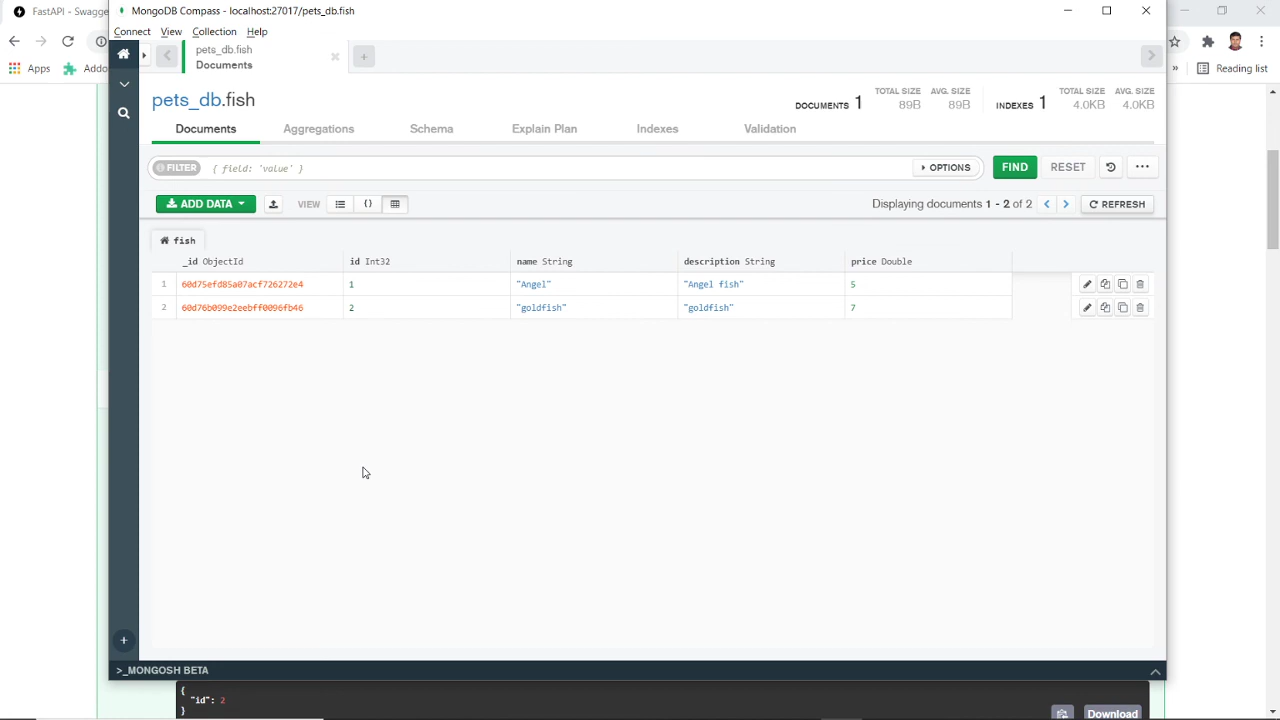 FastAPI - Swagge
MongoDB Compass - localhost:27017/pets_db.fish
Connect View Collection Help
pets_db.fish
Documents
Apps Addo
Reading list
pets_db.fish
DOCUMENTS 1 TOTAL SIZE 89B AVG. SIZE 89B INDEXES 1 TOTAL SIZE 4.0KB AVG. SIZE 4.0KB
Documents Aggregations Schema Explain Plan Indexes Validation
FILTER { field: 'value' } OPTIONS FIND RESET
ADD DATA VIEW {} Displaying documents 1 - 2 of 2 REFRESH
fish
_id ObjectId id Int32 name String description String price Double
1 60d75efd85a07acf726272e4 1 "Angel" "Angel fish" 5
2 60d76b099e2eebff0096fb46 2 "goldfish" "goldfish" 7
>_MONGOSH BETA
{
"id": 2
}
Download